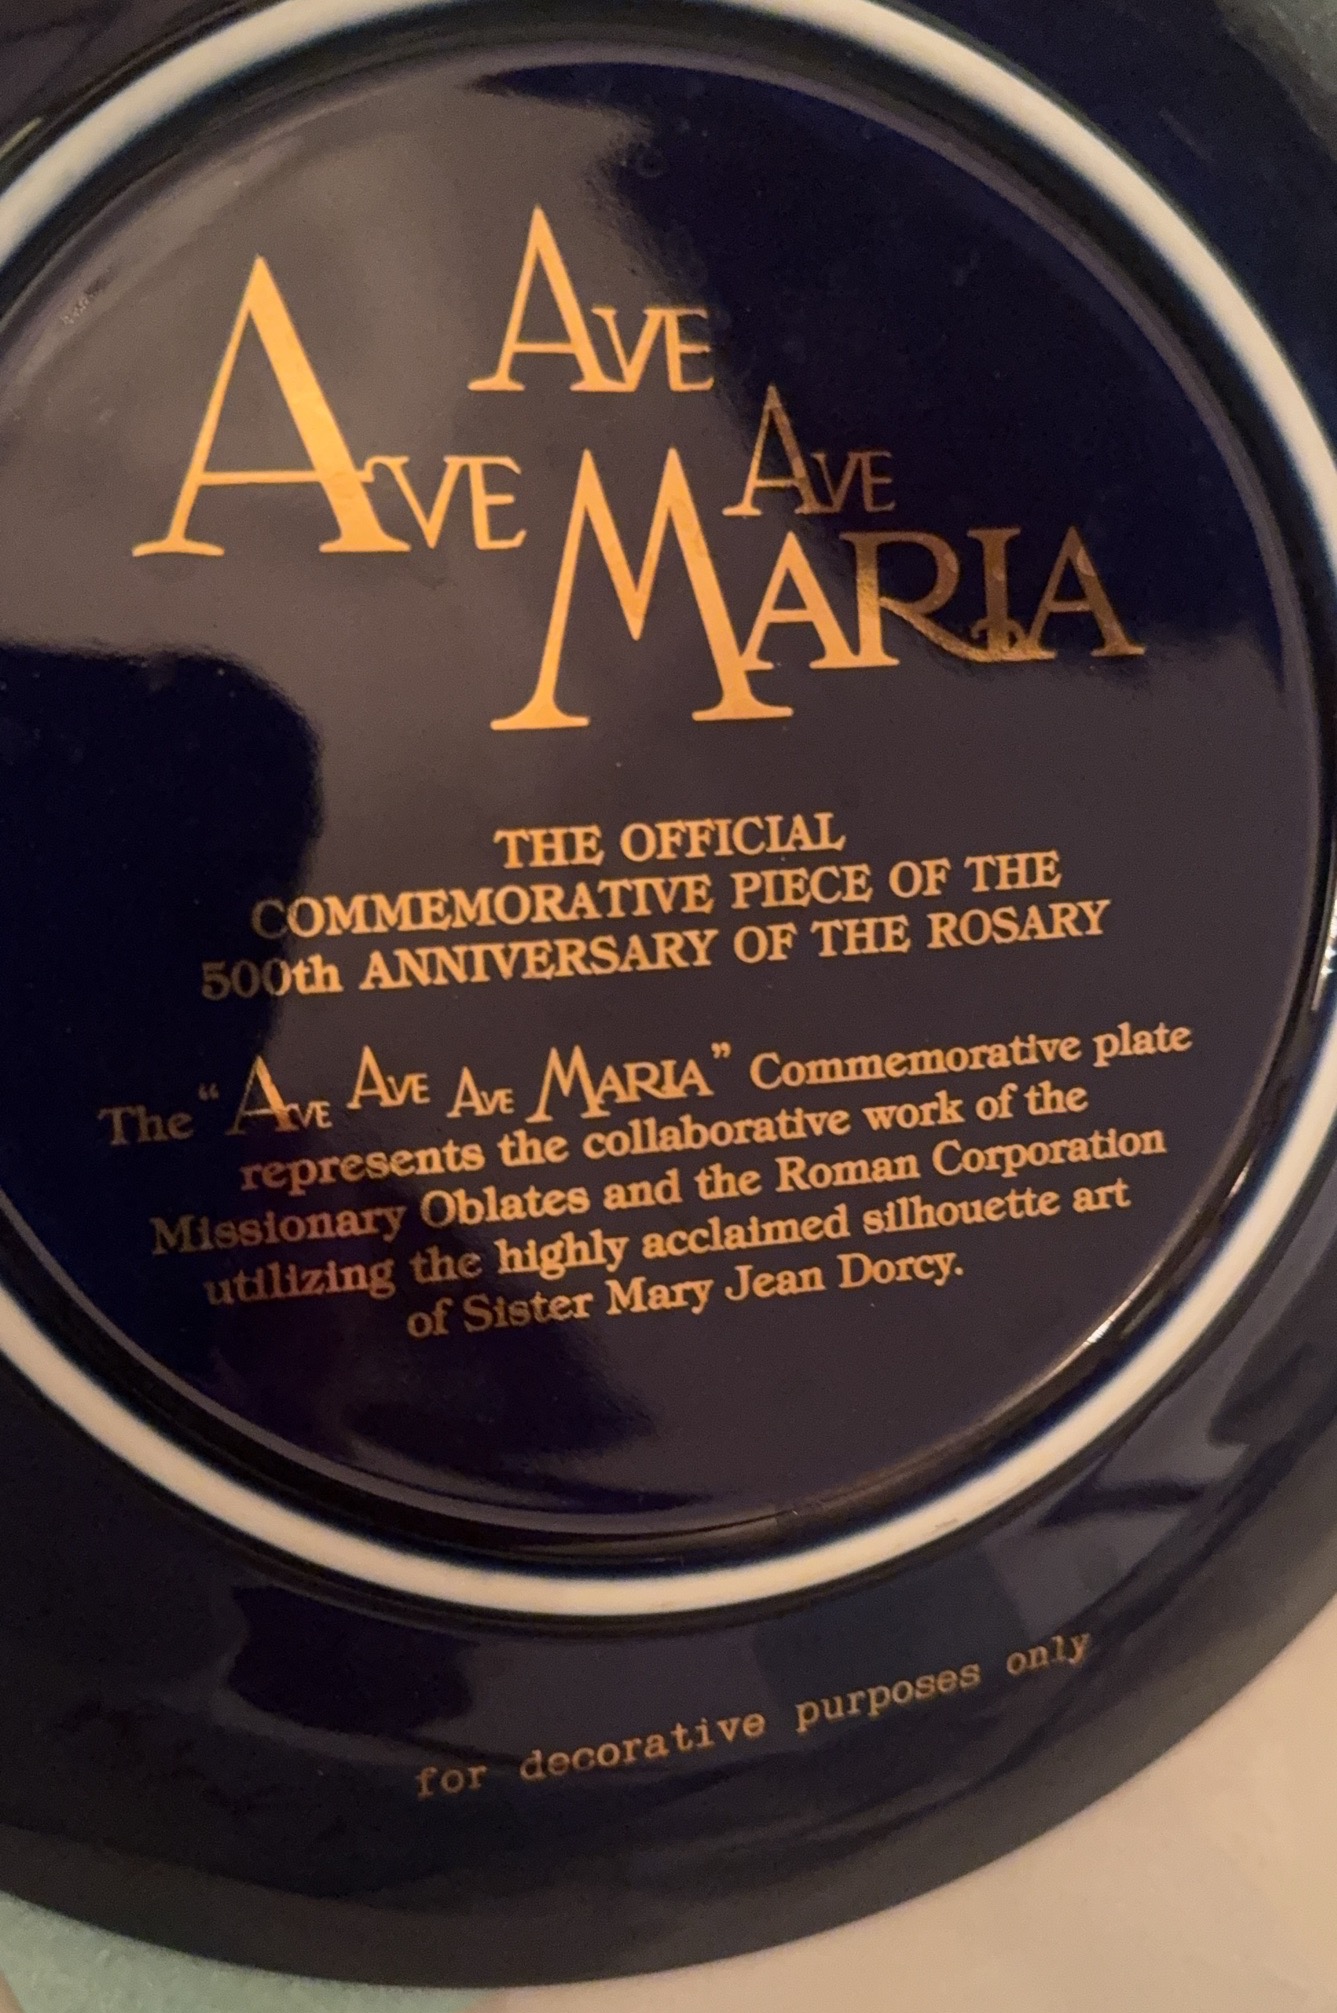 AVE
AVE
AVE
MARIA
THE OFFICIAL
COMMEMORATIVE PIECE OF THE
500th ANNIVERSARY OF THE ROSARY
The “AVE AVE AVE MARIA” Commemorative plate
represents the collaborative work of the
Missionary Oblates and the Roman Corporation
utilizing the highly acclaimed silhouette art
of Sister Mary Jean Dorcy.
for decorative purposes only